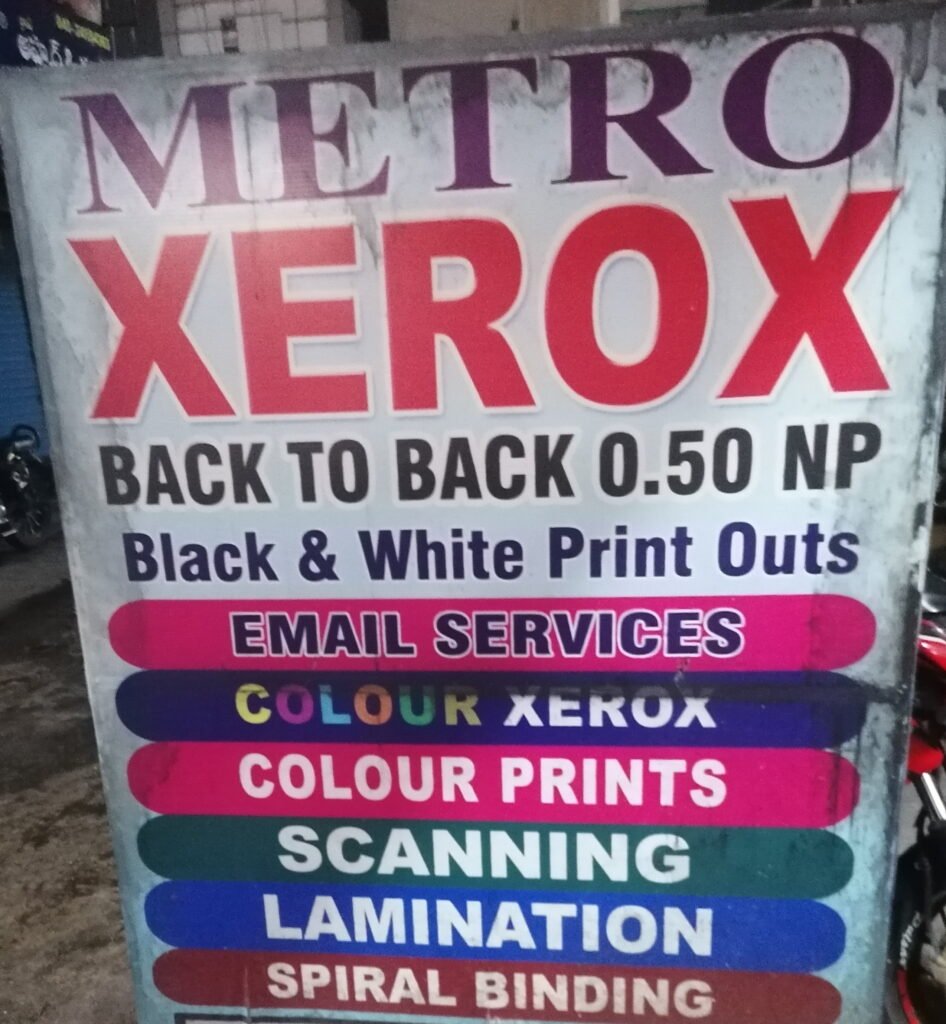 METRO
XEROX
BACK TO BACK 0.50 NP
Black & White Print Outs
EMAIL SERVICES
COLOUR XEROX
COLOUR PRINTS
SCANNING
LAMINATION
SPIRAL BINDING